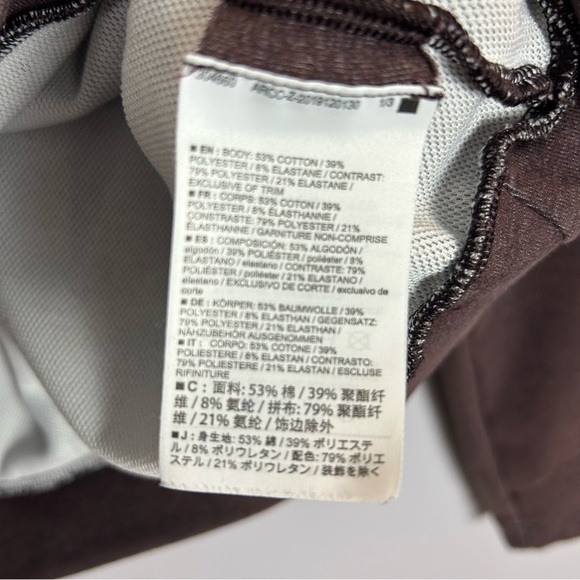 ARCC-Z-2019120130 1/3
■ EN : BODY: 53% COTTON / 39%
POLYESTER / 8% ELASTANE / CONTRAST:
79% POLYESTER / 21% ELASTANE /
EXCLUSIVE OF TRIM
■ FR : CORPS: 53% COTON / 39%
POLYESTER / 8% ÉLASTHANNE /
CONSTRASTE: 79% POLYESTER / 21%
ÉLASTHANNE / GARNITURE NON-COMPRISE
■ ES : COMPOSICIÓN: 53% ALGODÓN /
algodón / 39% POLIÉSTER / poliéster / 8%
ELASTANO / elastano / CONTRASTE: 79%
POLIÉSTER / poliéster / 21% ELASTANO /
elastano / EXCLUSIVO DE CORTE / exclusivo de
corte
■ DE : KÖRPER: 53% BAUMWOLLE / 39%
POLYESTER / 8% ELASTHAN / GEGENSATZ:
79% POLYESTER / 21% ELASTHAN /
NÄHZUBEHÖR AUSGENOMMEN
■ IT : CORPO: 53% COTONE / 39%
POLIESTERE / 8% ELASTAN / CONTRASTO:
79% POLIESTERE / 21% ELASTAN / ESCLUSE
RIFINITURE
■ C : 面料: 53% 棉 / 39% 聚酯纤
维 / 8% 氨纶 / 拼布: 79% 聚酯纤
维 / 21% 氨纶 / 饰边除外
■ J : 身生地: 53% 綿 / 39% ポリエステ
ル / 8% ポリウレタン / 配色: 79% ポリエ
ステル / 21% ポリウレタン / 装飾を除く